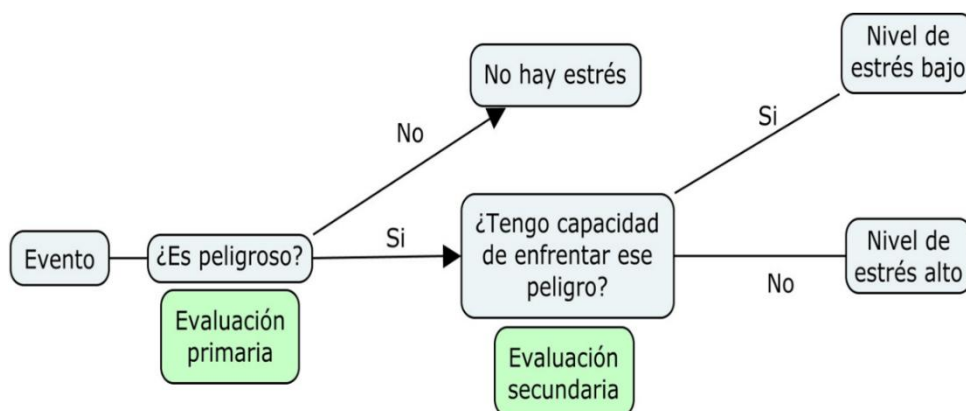 Evento
¿Es peligroso?
Evaluación
primaria
No
No hay estrés
Si
¿Tengo capacidad
de enfrentar ese
peligro?
Evaluación
secundaria
Si
Nivel de
estrés bajo
No
Nivel de
estrés alto